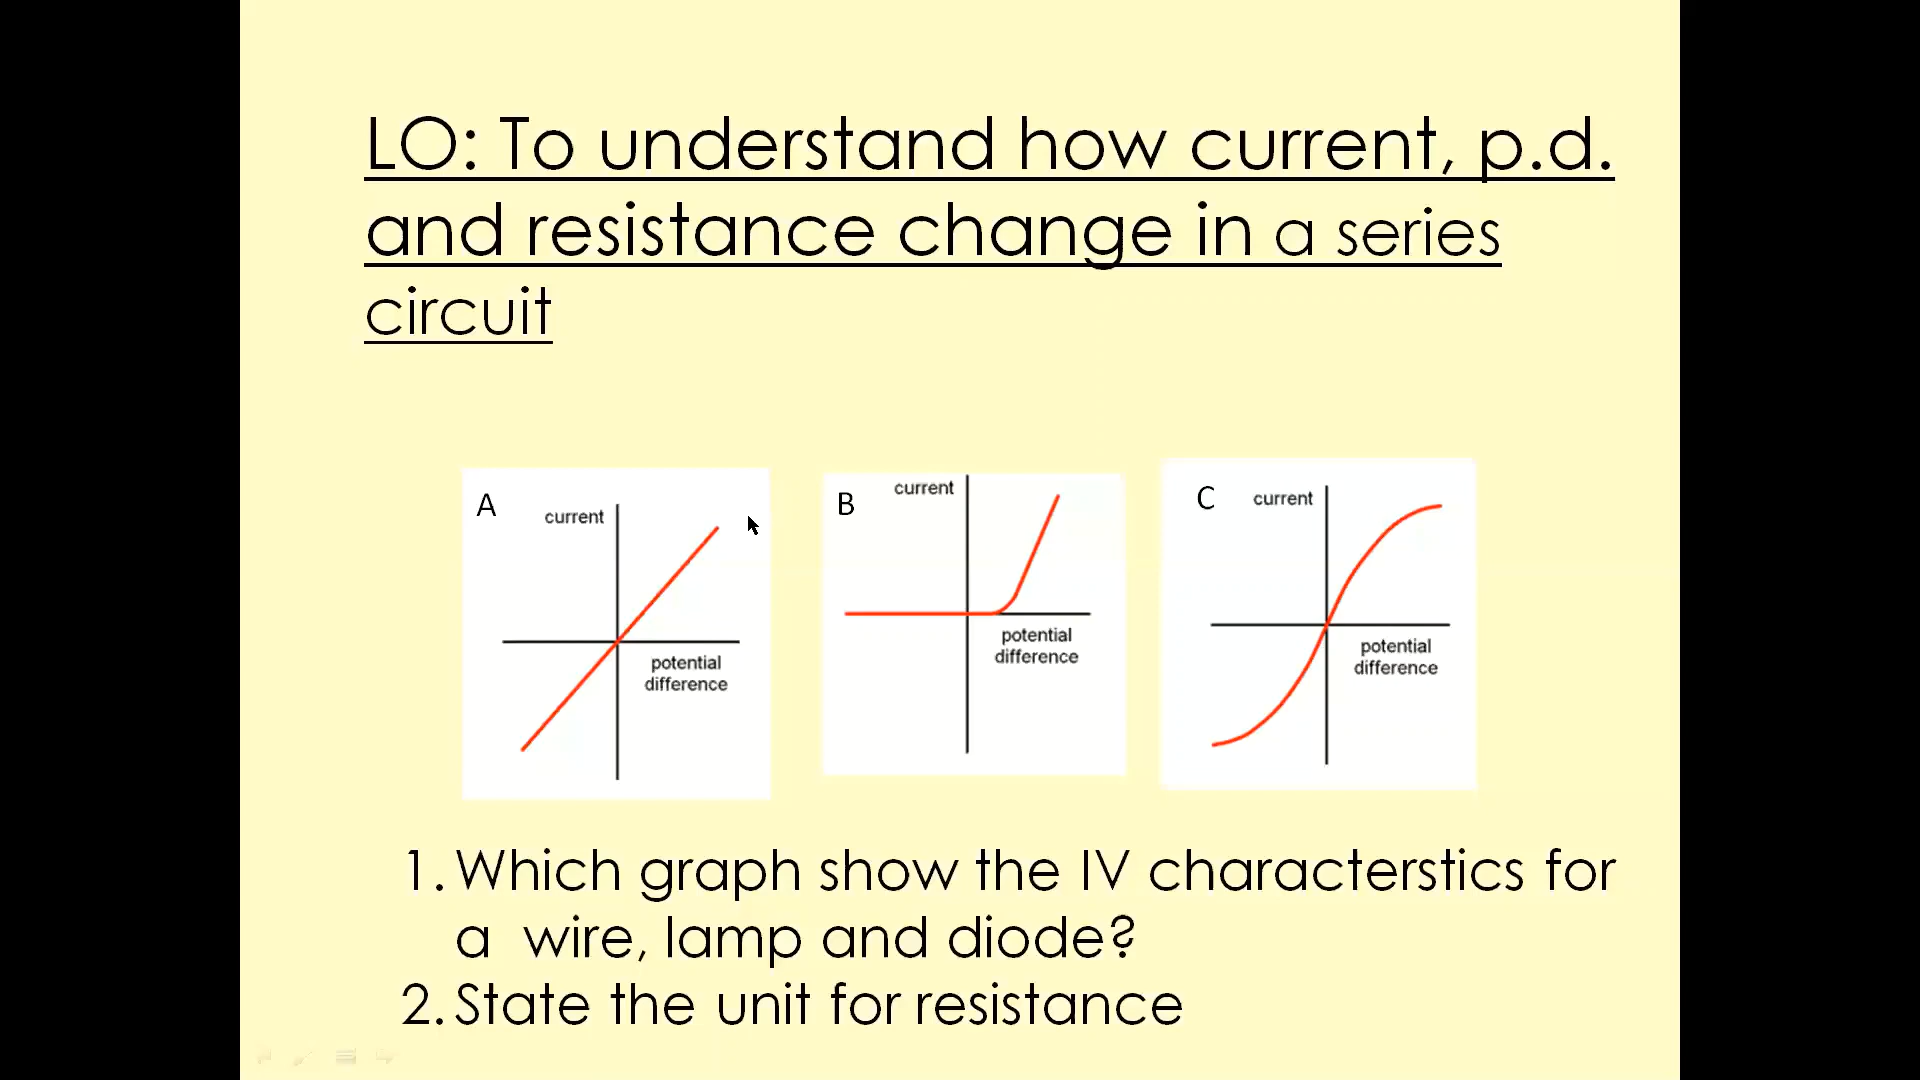 LO: To understand how current, p.d.
and resistance change in a series
circuit
A
current
potential
difference
B
current
potential
difference
C
current
potential
difference
1. Which graph show the IV characterstics for
a wire, lamp and diode?
2. State the unit for resistance